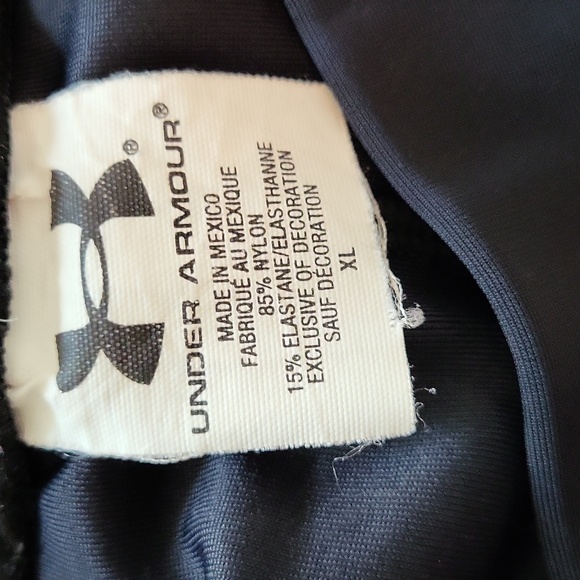 UNDER ARMOUR®
MADE IN MEXICO
FABRIQUÉ AU MEXIQUE
85% NYLON
15% ELASTANE/ELASTHANNE
EXCLUSIVE OF DECORATION
SAUF DÉCORATION
XL